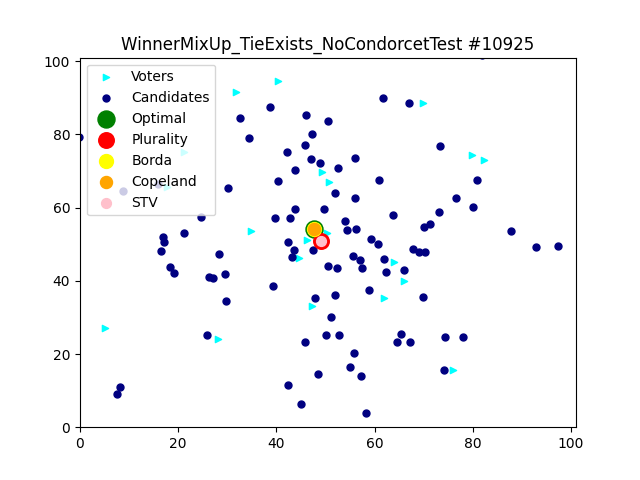 WinnerMixUp_TieExists_NoCondorcetTest #10925
100
80
60
40
20
0
0
20
40
60
80
100
Voters
Candidates
Optimal
Plurality
Borda
Copeland
STV